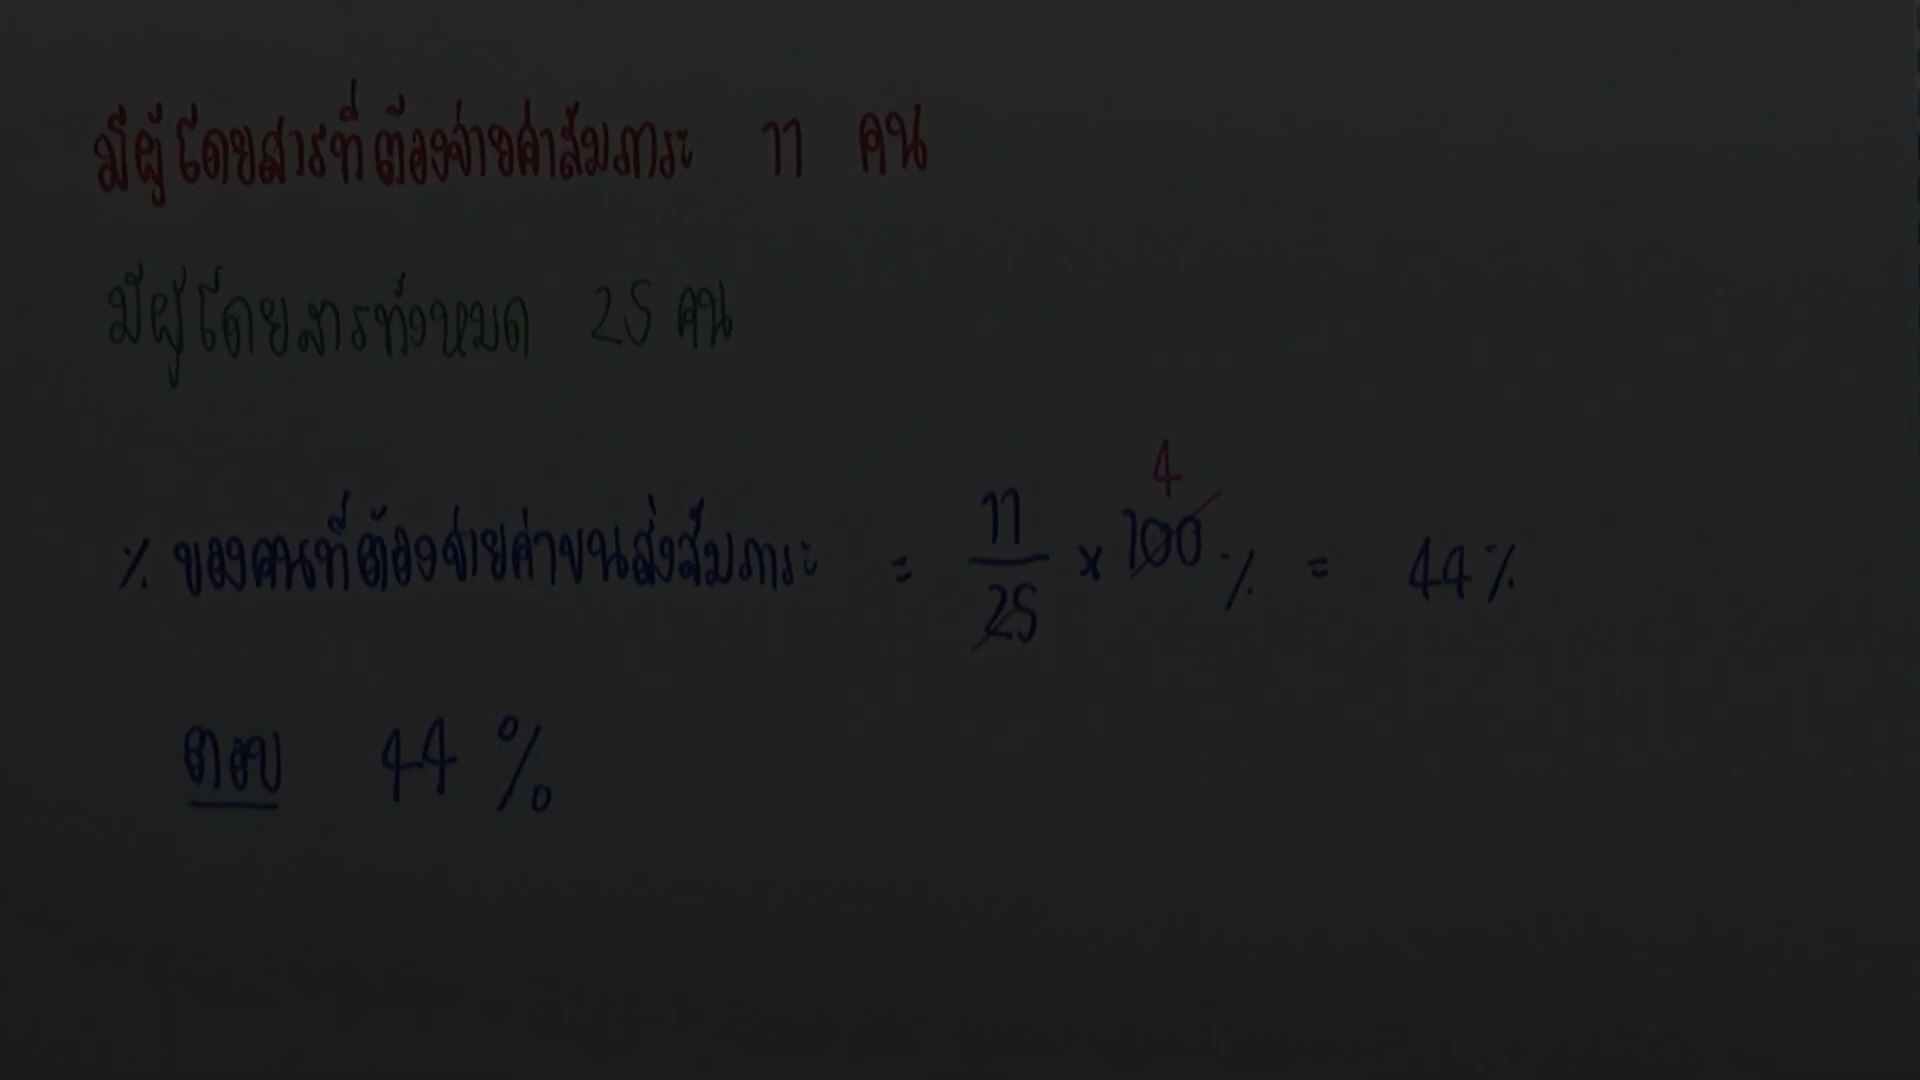 มีผู้โดยสารที่ต้องจ่ายค่าสัมภาระ 11 คน
มีผู้โดยสารทั้งหมด 25 คน
% ของคนที่ต้องจ่ายค่าขนส่งสัมภาระ = 11/25 × 100 4 % = 44%
ตอบ 44 %